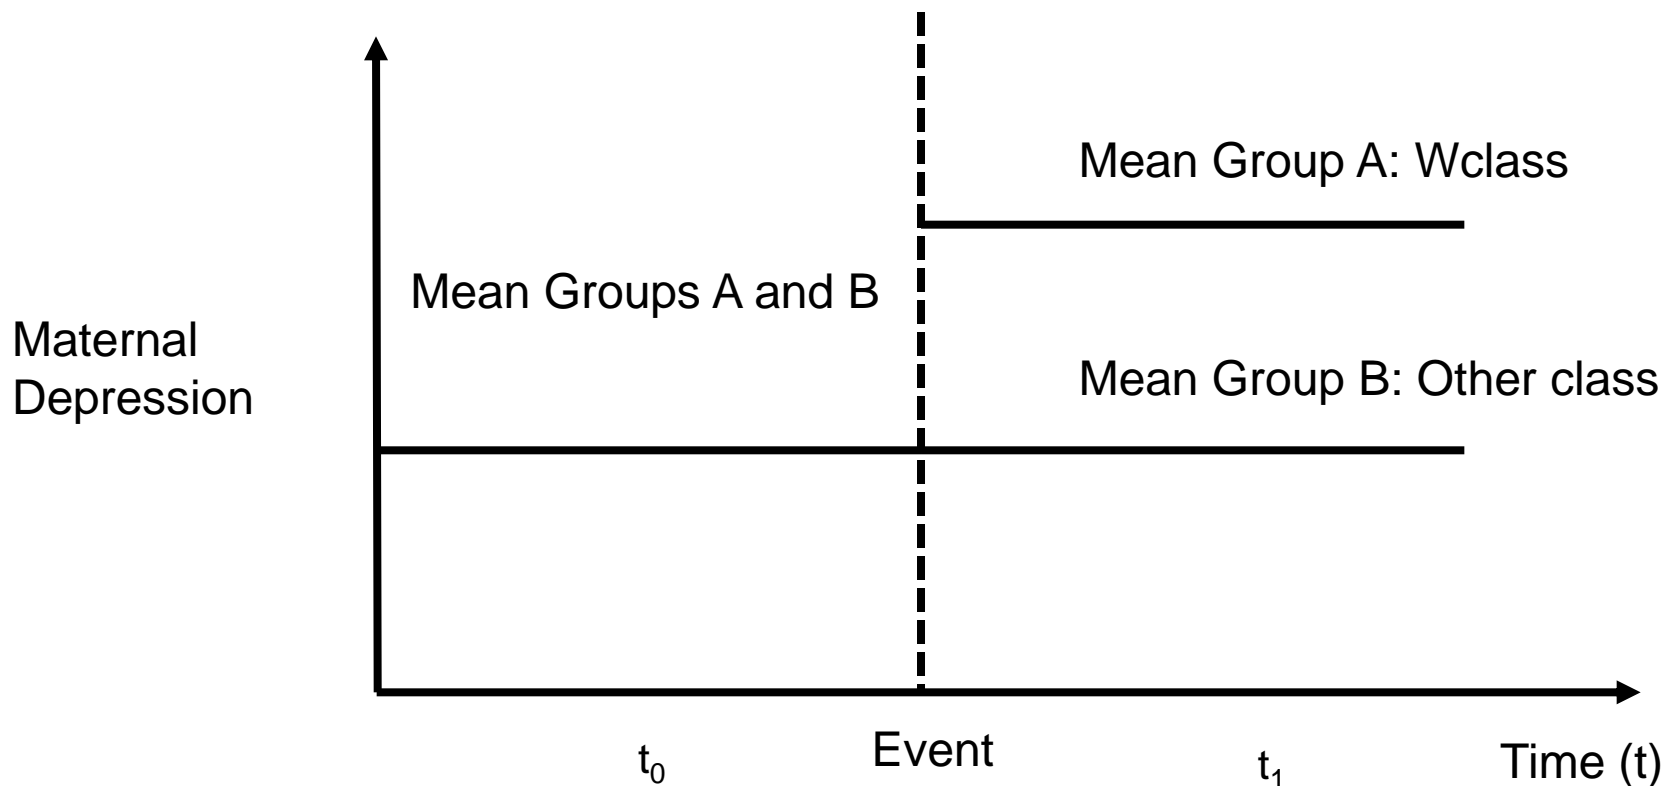 Mean Group A: Wclass
Mean Groups A and B
Maternal
Depression
Mean Group B: Other class
t₀
Event
t₁
Time (t)